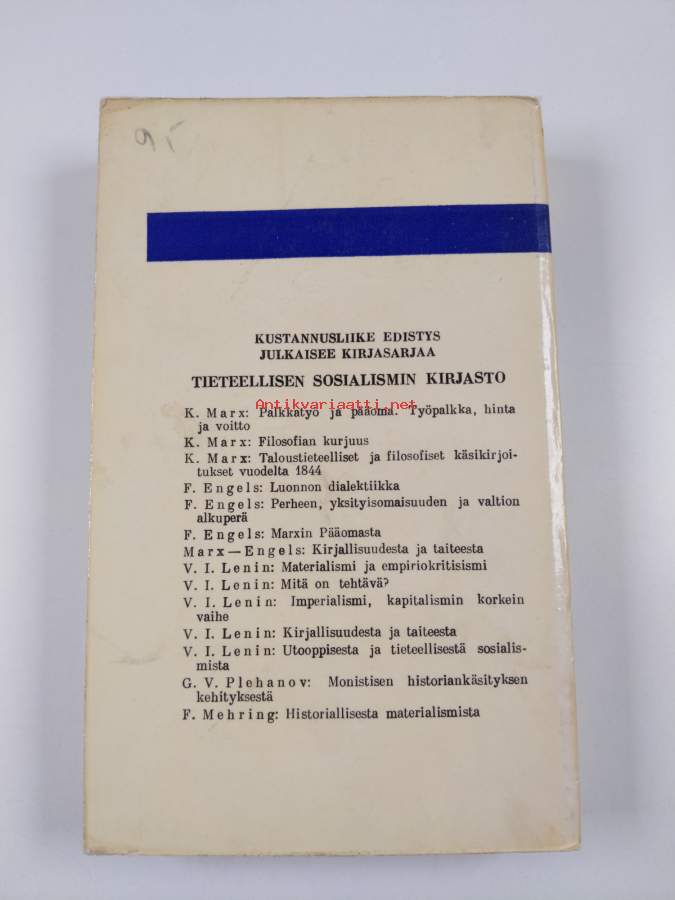 KUSTANNUSLIIKE EDISTYS
JULKAISEE KIRJASARJAA
TIETEELLISEN SOSIALISMIN KIRJASTO
Antikvariaatti.net
K. Marx: Palkkatyö ja pääoma. Työpalkka, hinta
ja voitto
K. Marx: Filosofian kurjuus
K. Marx: Taloustieteelliset ja filosofiset käsikirjoi-
tukset vuodelta 1844
F. Engels: Luonnon dialektiikka
F. Engels: Perheen, yksityisomaisuuden ja valtion
alkuperä
F. Engels: Marxin Pääomasta
Marx—Engels: Kirjallisuudesta ja taiteesta
V. I. Lenin: Materialismi ja empiriokritisismi
V. I. Lenin: Mitä on tehtävä?
V. I. Lenin: Imperialismi, kapitalismin korkein
vaihe
V. I. Lenin: Kirjallisuudesta ja taiteesta
V. I. Lenin: Utooppisesta ja tieteellisestä sosialis-
mista
G. V. Plehanov: Monistisen historiankäsityksen
kehityksestä
F. Mehring: Historiallisesta materialismista